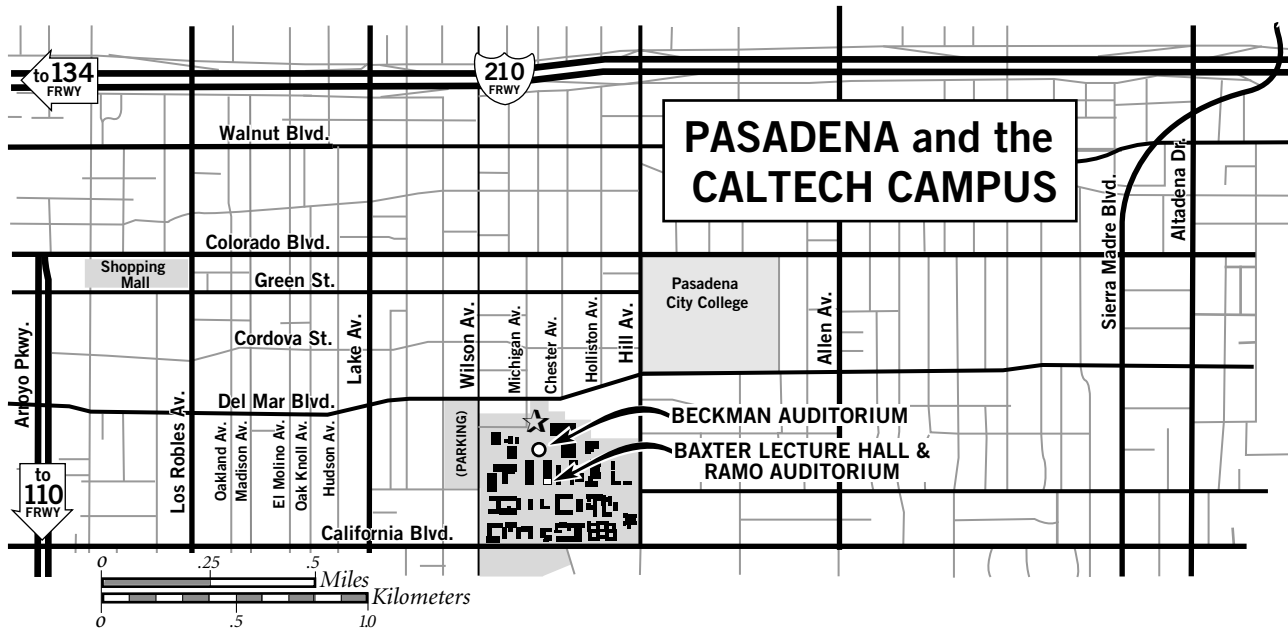 to 134
FRWY
210
FRWY
PASADENA and the
CALTECH CAMPUS
Walnut Blvd.
Colorado Blvd.
Shopping
Mall
Green St.
Pasadena
City College
Cordova St.
Arroyo Pkwy.
Lake Av.
Wilson Av.
Michigan Av.
Chester Av.
Holliston Av.
Hill Av.
Allen Av.
Sierra Madre Blvd.
Altadena Dr.
Del Mar Blvd.
Los Robles Av.
Oakland Av.
Madison Av.
El Molino Av.
Oak Knoll Av.
Hudson Av.
(PARKING)
BECKMAN AUDITORIUM
BAXTER LECTURE HALL &
RAMO AUDITORIUM
to
110
FRWY
California Blvd.
0 .25 .5
Miles
Kilometers
0 .5 1.0